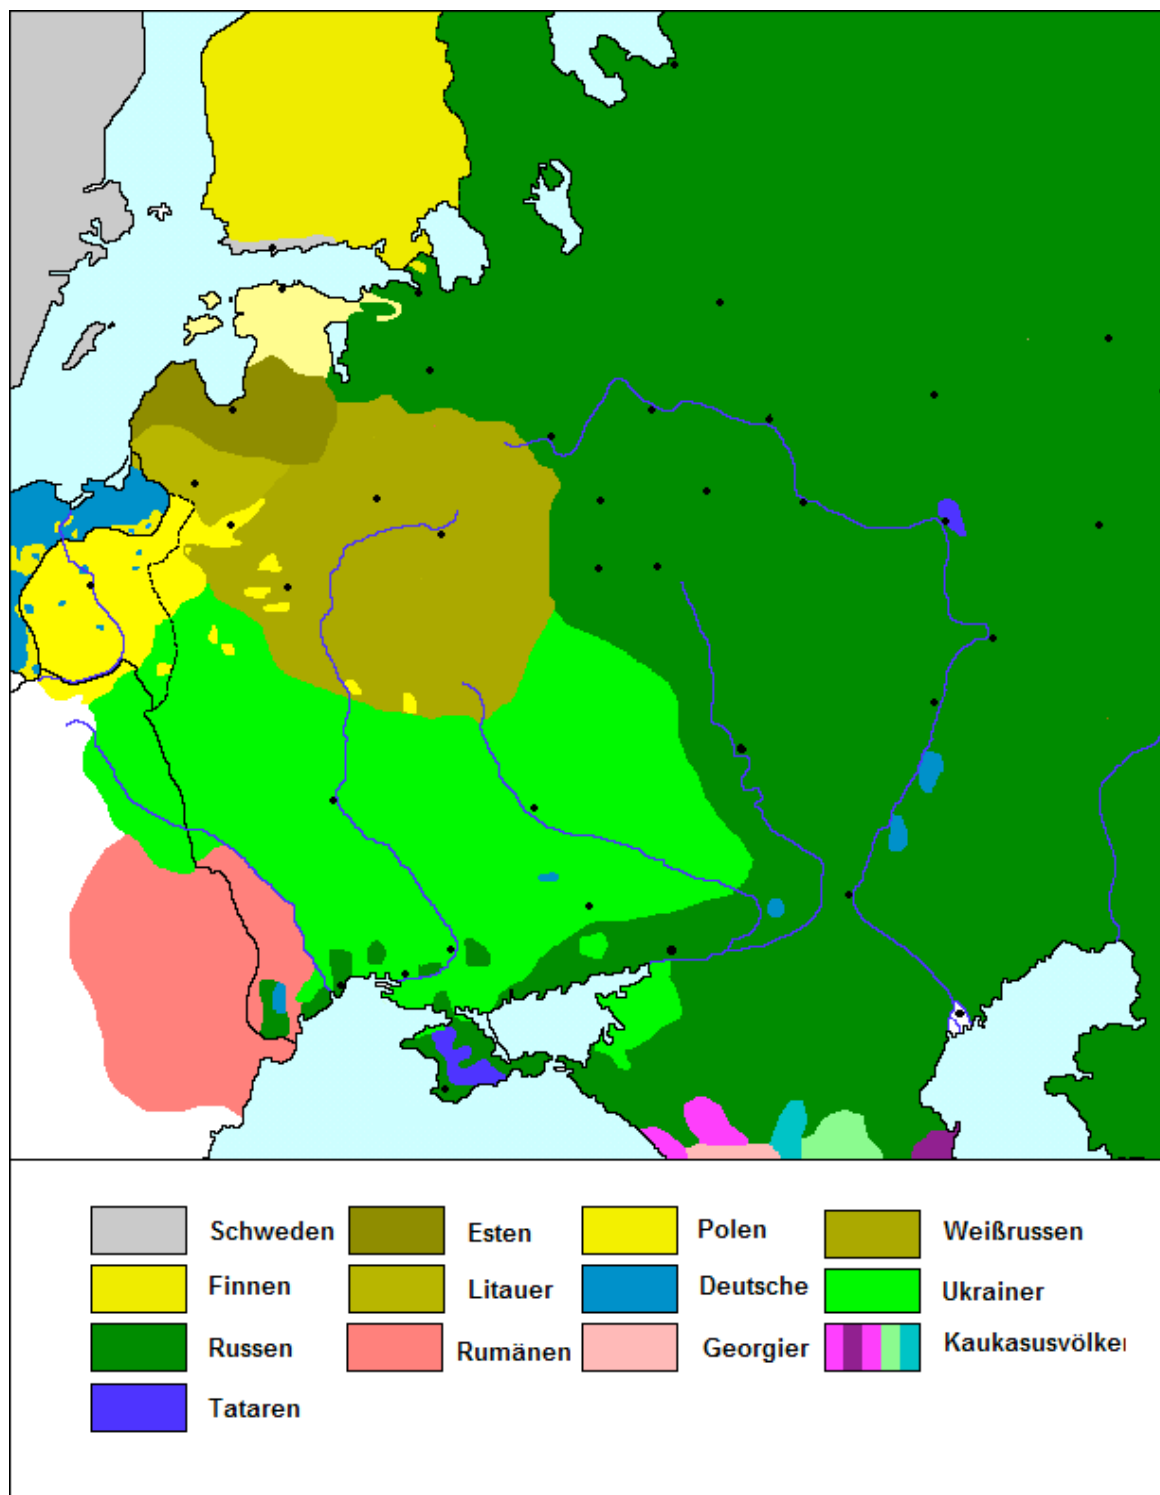 Schweden
Esten
Polen
Weißrussen
Finnen
Litauer
Deutsche
Ukrainer
Russen
Rumänen
Georgier
Kaukasusvölker
Tataren